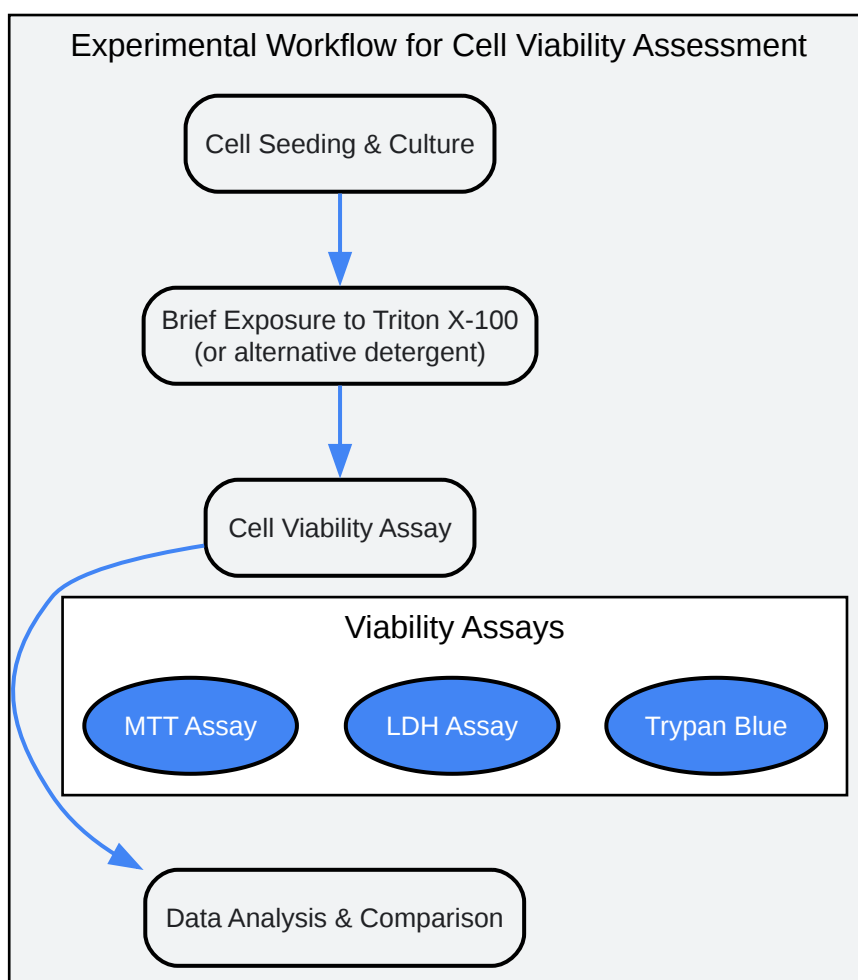 Experimental Workflow for Cell Viability Assessment
Cell Seeding & Culture
Brief Exposure to Triton X-100
(or alternative detergent)
Cell Viability Assay
Viability Assays
MTT Assay
LDH Assay
Trypan Blue
Data Analysis & Comparison